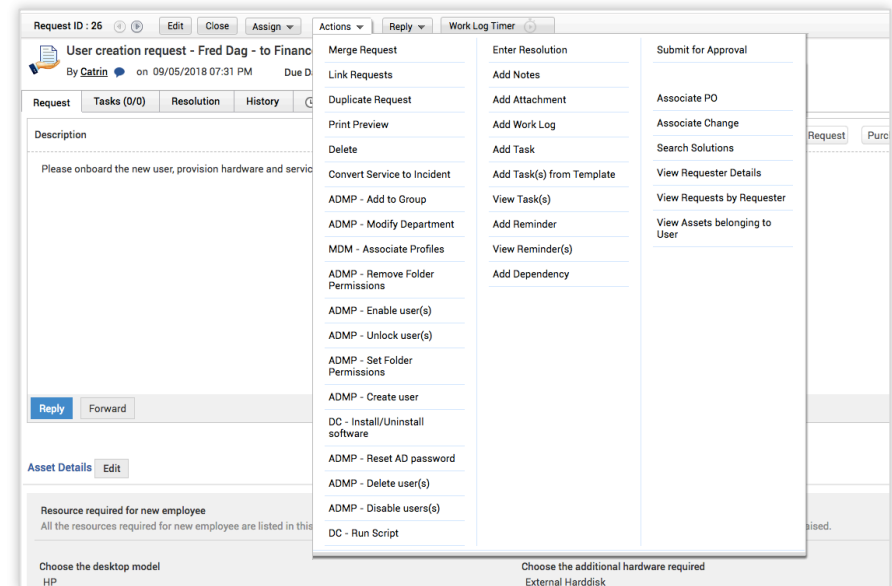 Request ID : 26 Edit Close Assign Actions Reply Work Log Timer
User creation request - Fred Dag - to Financ
By Catrin on 09/05/2018 07:31 PM Due D
Request Tasks (0/0) Resolution History
Description
Request Purc
Please onboard the new user, provision hardware and servic
Merge Request
Link Requests
Duplicate Request
Print Preview
Delete
Convert Service to Incident
ADMP - Add to Group
ADMP - Modify Department
MDM - Associate Profiles
ADMP - Remove Folder
Permissions
ADMP - Enable user(s)
ADMP - Unlock user(s)
ADMP - Set Folder
Permissions
ADMP - Create user
DC - Install/Uninstall
software
ADMP - Reset AD password
ADMP - Delete user(s)
ADMP - Disable users(s)
DC - Run Script
Enter Resolution
Add Notes
Add Attachment
Add Work Log
Add Task
Add Task(s) from Template
View Task(s)
Add Reminder
View Reminder(s)
Add Dependency
Submit for Approval
Associate PO
Associate Change
Search Solutions
View Requester Details
View Requests by Requester
View Assets belonging to
User
Reply Forward
Asset Details Edit
Resource required for new employee
All the resources required for new employee are listed in this
aised.
Choose the desktop model
HP
Choose the additional hardware required
External Harddisk